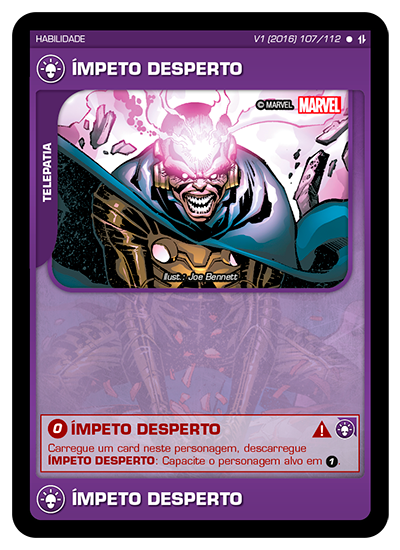 HABILIDADE
V1 (2016) 107/112
ÍMPETO DESPERTO
© MARVEL MARVEL
TELEPATIA
Ilust.: Joe Bennett
0 ÍMPETO DESPERTO
Carregue um card neste personagem, descarregue
ÍMPETO DESPERTO: Capacite o personagem alvo em 1.
ÍMPETO DESPERTO